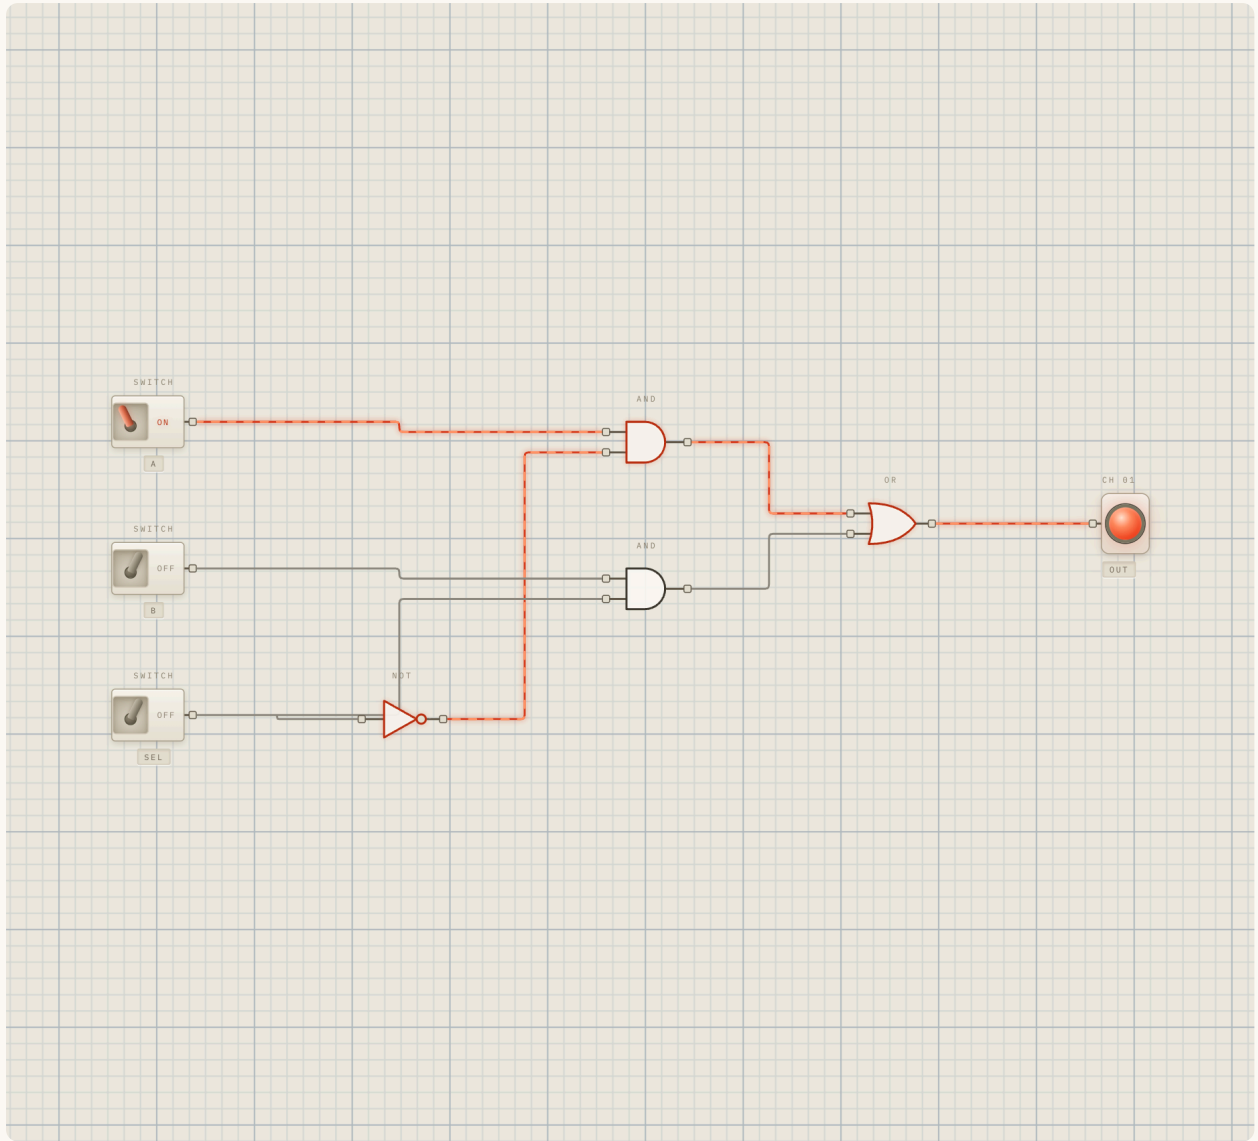 SWITCH
ON
A
AND
OR
CH 01
OUT
SWITCH
OFF
B
AND
SWITCH
OFF
SEL
NOT